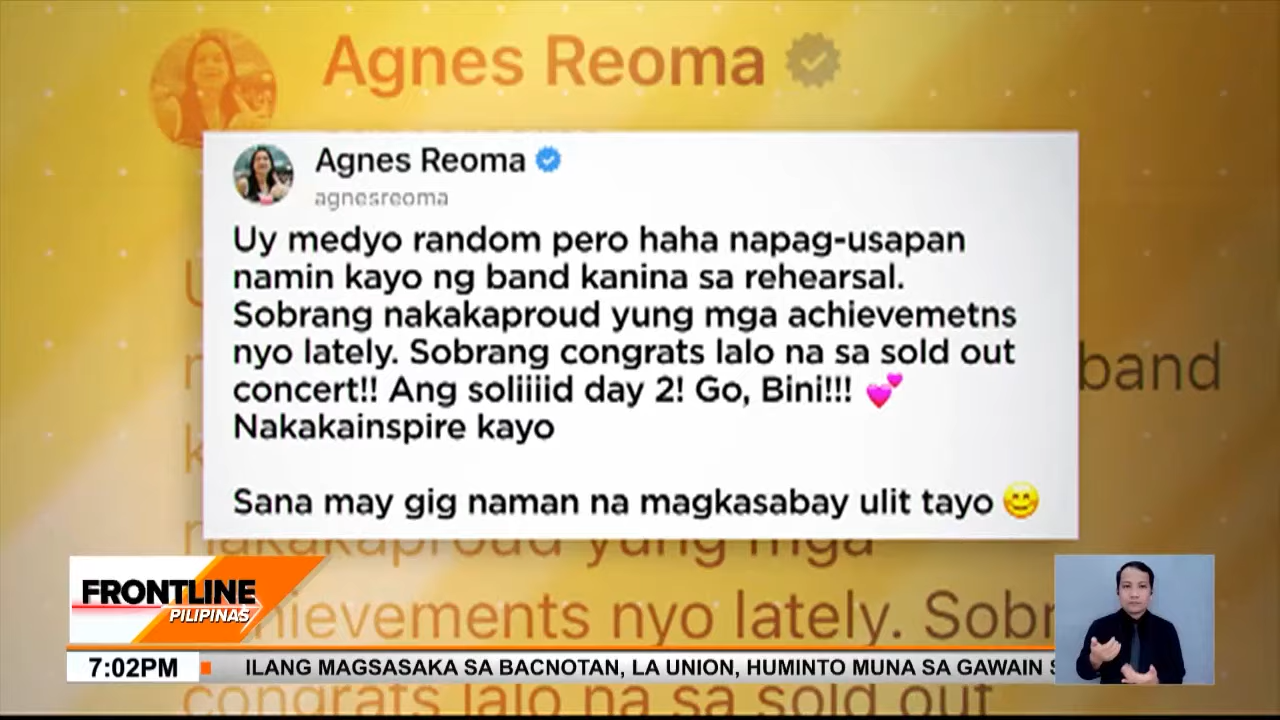 Agnes Reoma
Agnes Reoma
agnesreoma
Uy medyo random pero haha napag-usapan
namin kayo ng band kanina sa rehearsal.
Sobrang nakakaproud yung mga achievemetns
nyo lately. Sobrang congrats lalo na sa sold out
concert!! Ang soliiiid day 2! Go, Bini!!! 💕
Nakakainspire kayo
Sana may gig naman na magkasabay ulit tayo 😊
band
nakakaproud yung mga
achievements nyo lately. Sobr
congrats lalo na sa sold out
FRONTLINE
PILIPINAS
7:02PM
ILANG MAGSASAKA SA BACNOTAN, LA UNION, HUMINTO MUNA SA GAWAIN